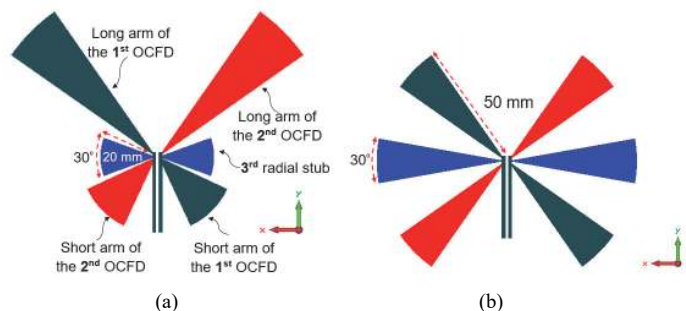 Long arm of
the 1st OCFD
Long arm of
the 2nd OCFD
30°
20 mm
3rd radial stub
Short arm of
the 2nd OCFD
Short arm of
the 1st OCFD
y
x
(a)
50 mm
30°
y
x
(b)